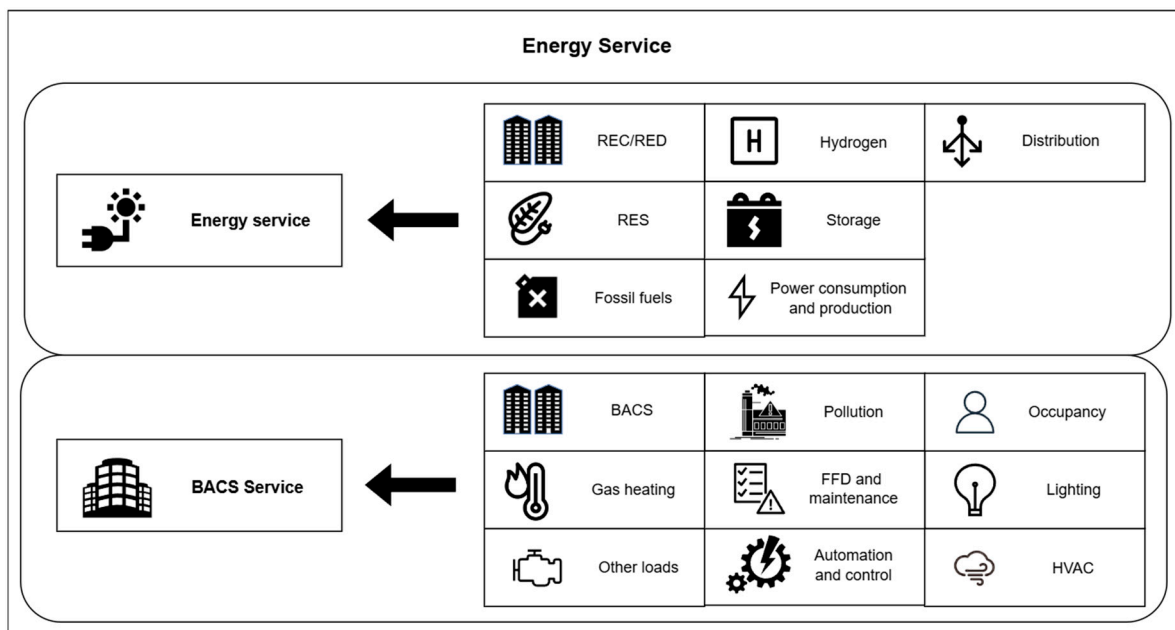 Energy Service
REC/RED
Hydrogen
H
Distribution
Energy service
RES
Storage
Fossil fuels
Power consumption
and production
BACS
Pollution
Occupancy
BACS Service
Gas heating
FFD and
maintenance
Lighting
Other loads
Automation
and control
HVAC